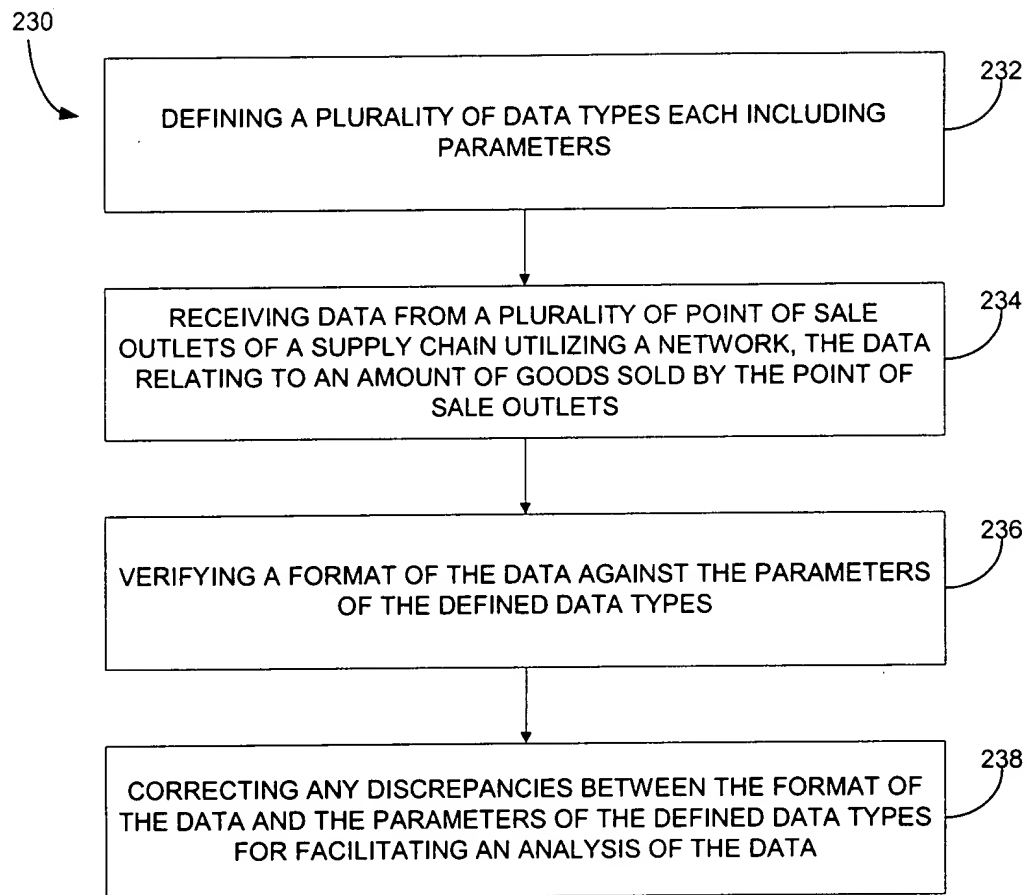 230
232
DEFINING A PLURALITY OF DATA TYPES EACH INCLUDING
PARAMETERS
234
RECEIVING DATA FROM A PLURALITY OF POINT OF SALE
OUTLETS OF A SUPPLY CHAIN UTILIZING A NETWORK, THE DATA
RELATING TO AN AMOUNT OF GOODS SOLD BY THE POINT OF
SALE OUTLETS
236
VERIFYING A FORMAT OF THE DATA AGAINST THE PARAMETERS
OF THE DEFINED DATA TYPES
238
CORRECTING ANY DISCREPANCIES BETWEEN THE FORMAT OF
THE DATA AND THE PARAMETERS OF THE DEFINED DATA TYPES
FOR FACILITATING AN ANALYSIS OF THE DATA